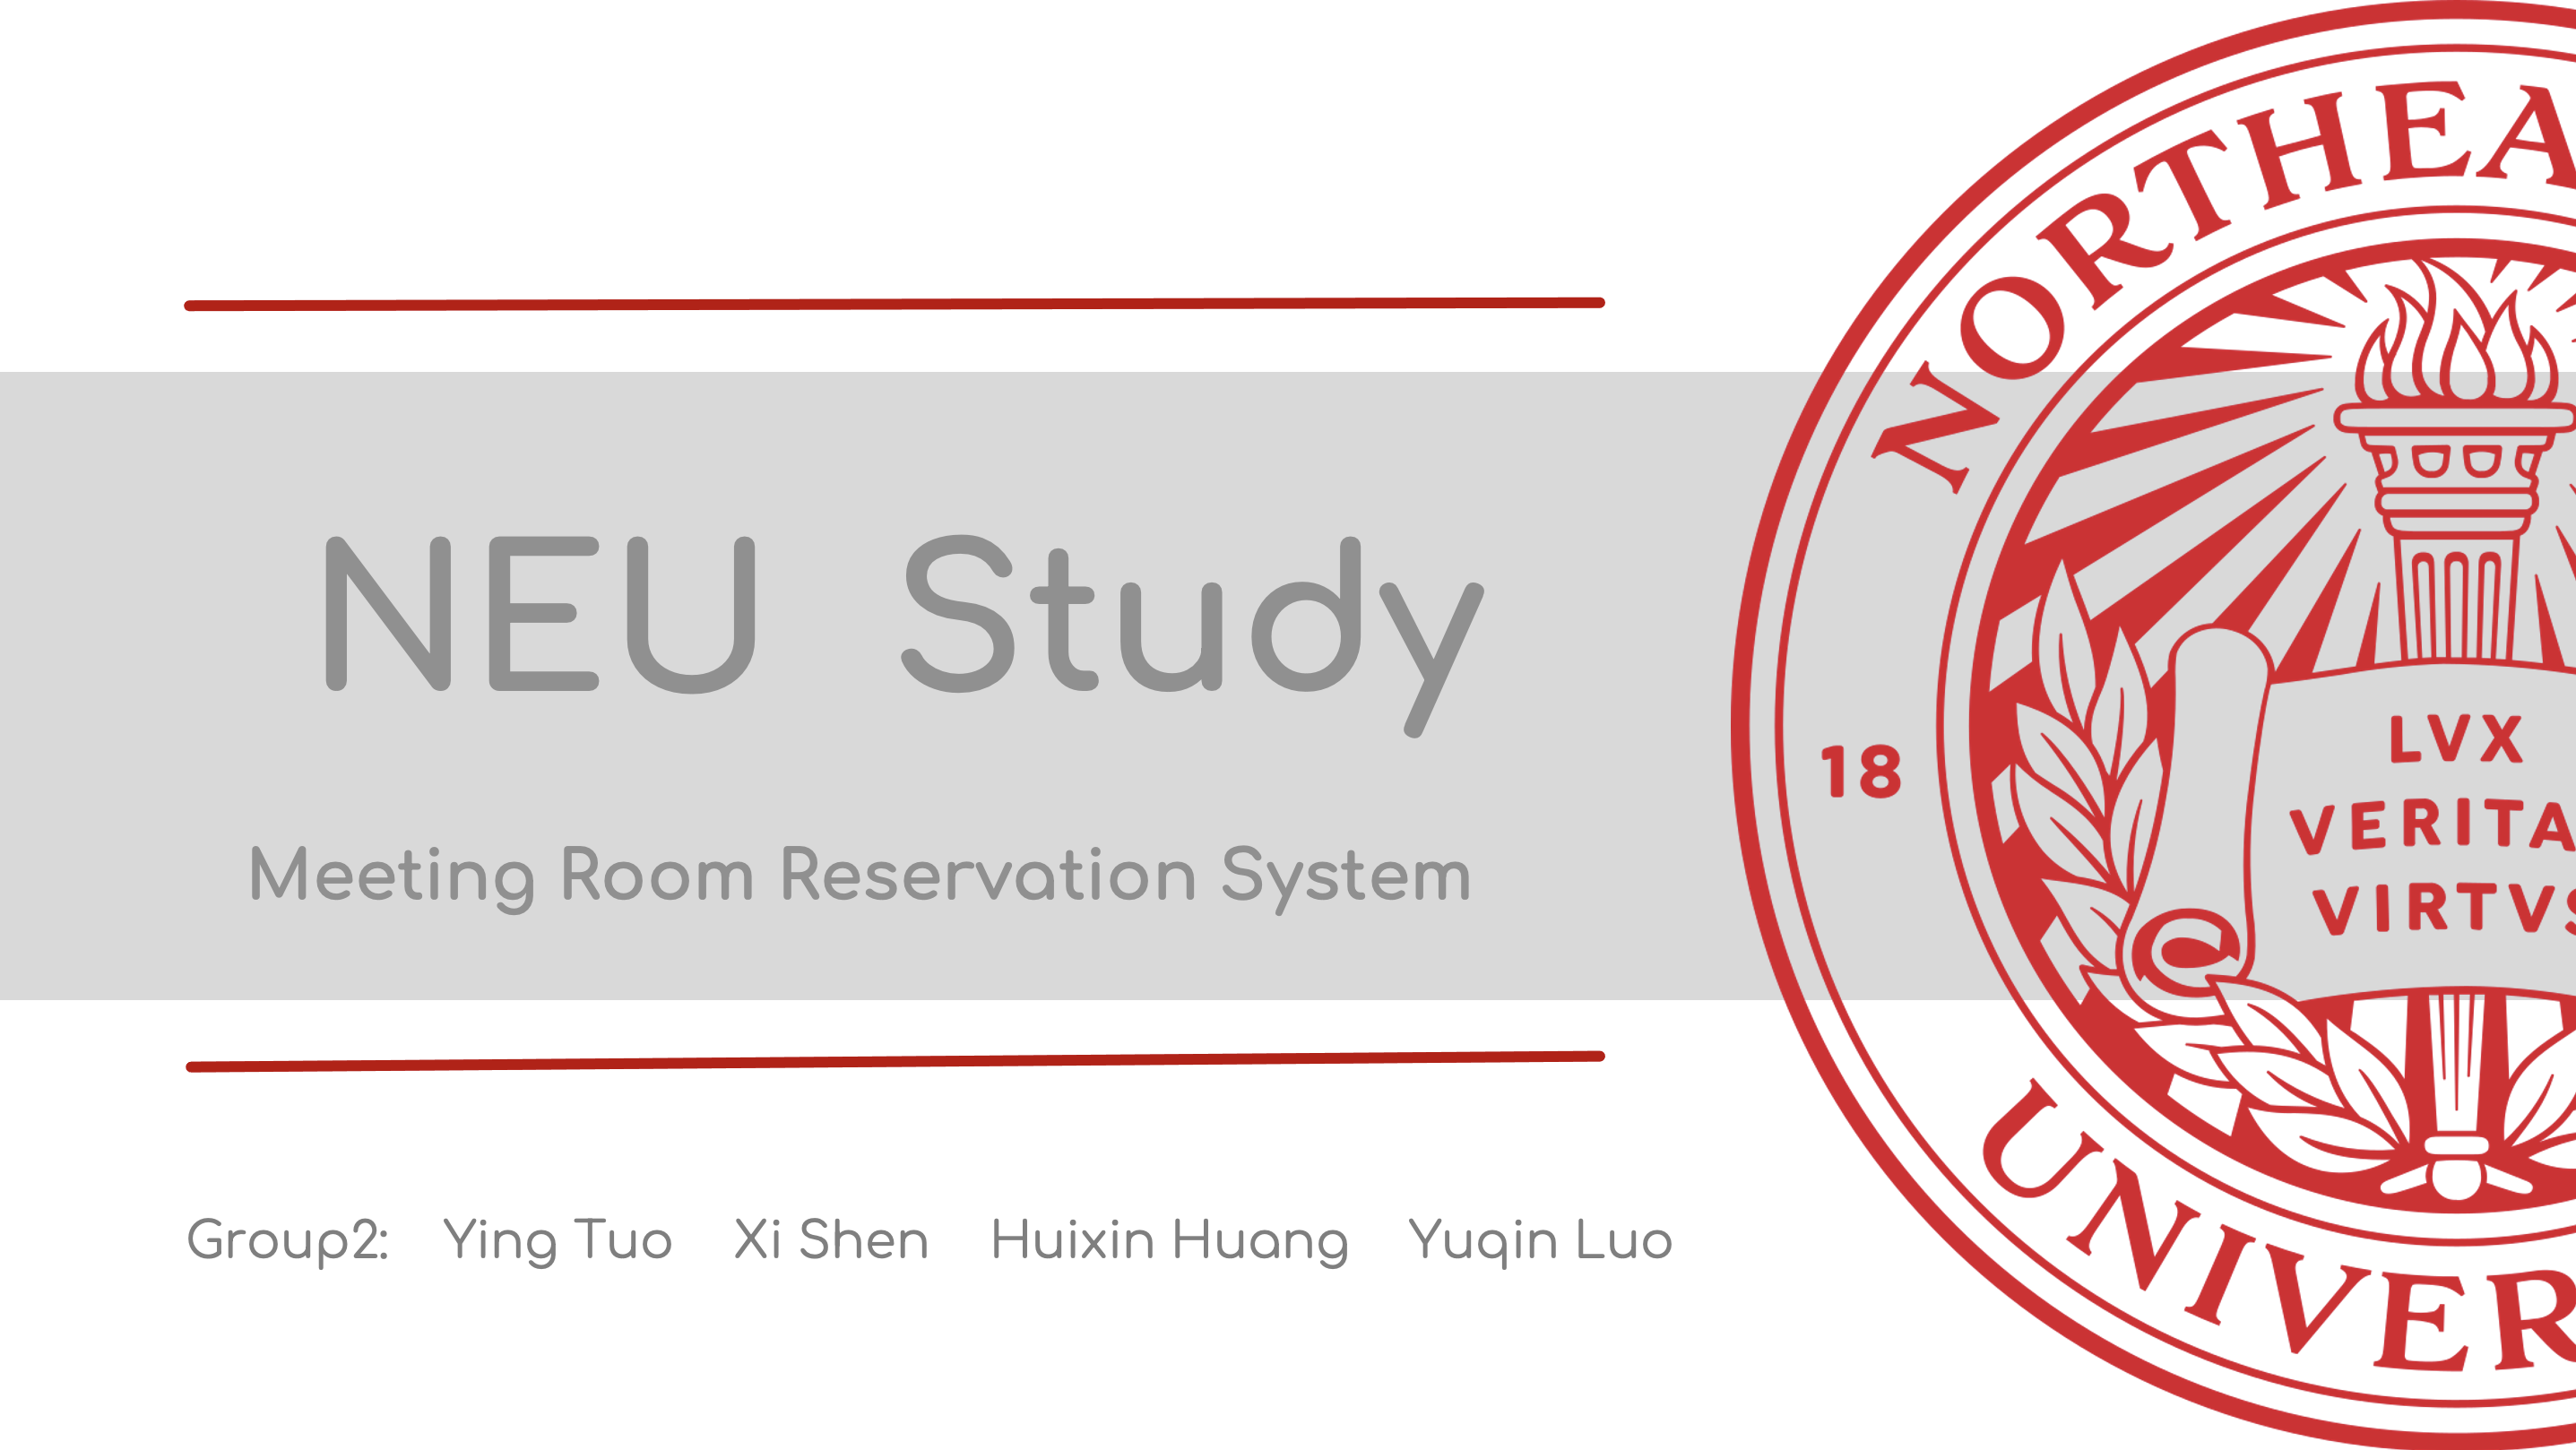 NEU Study
Meeting Room Reservation System
Group2: Ying Tuo Xi Shen Huixin Huang Yuqin Luo
NORTHEA
18
LVX
VERITA
VIRTVS
UNIVER